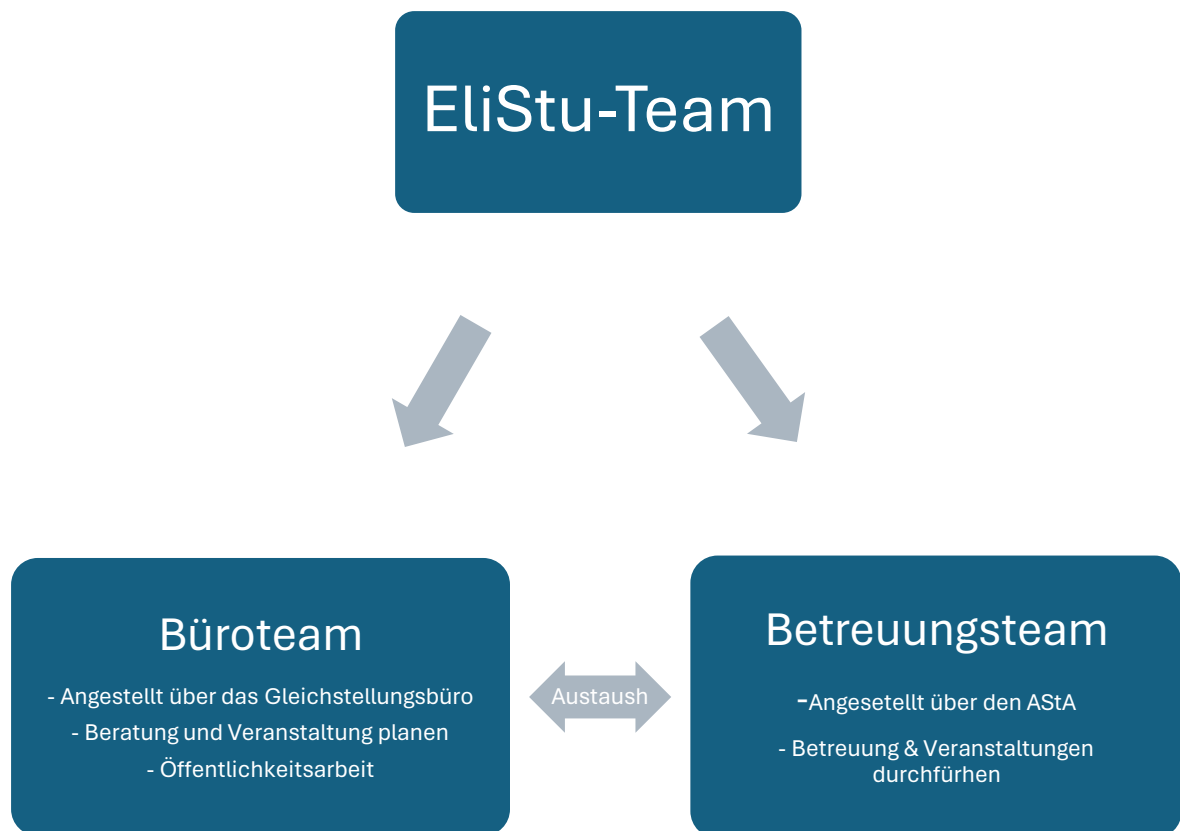 EliStu-Team
Büroteam
- Angestellt über das Gleichstellungsbüro
- Beratung und Veranstaltung planen
- Öffentlichkeitsarbeit
Austaush
Betreuungsteam
-Angesetellt über den AStA
- Betreuung & Veranstaltungen
durchfürhen